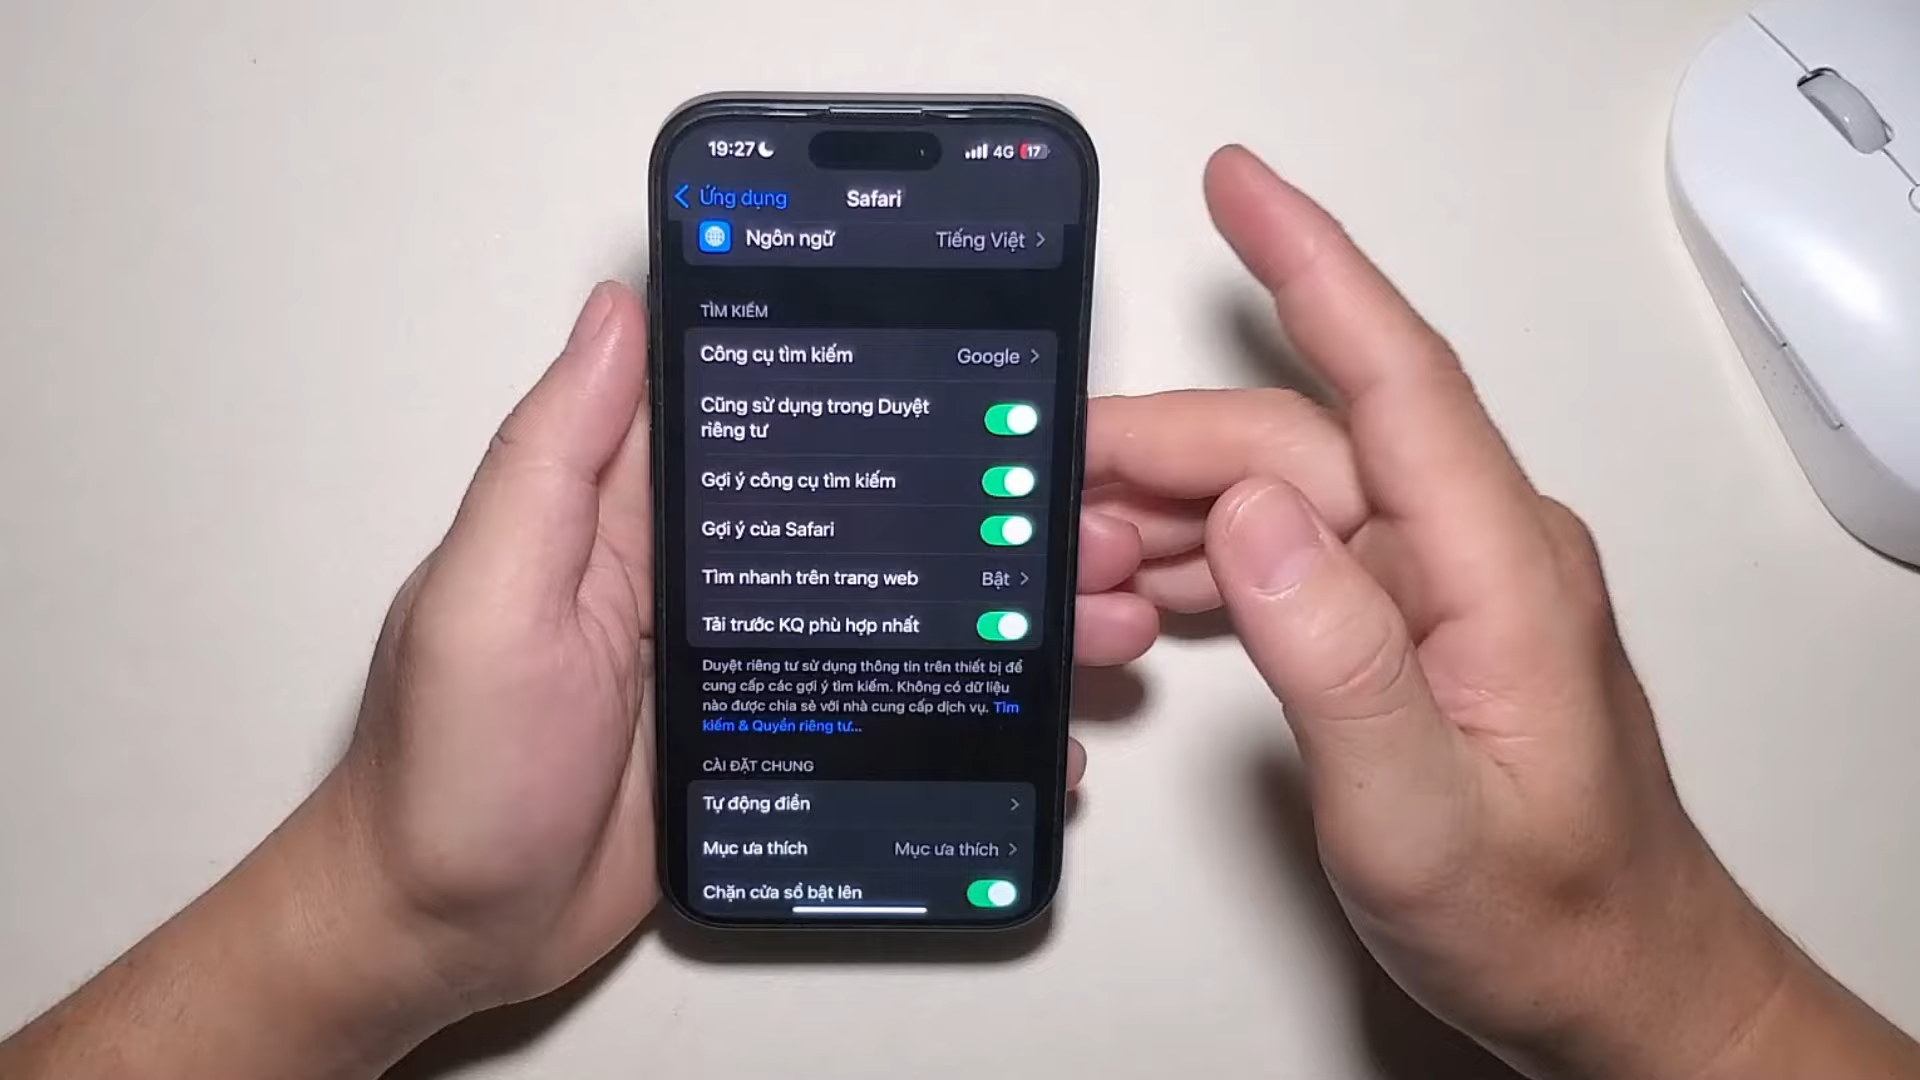 19:27
4G 17
Ứng dụng
Safari
Ngôn ngữ
Tiếng Việt
TÌM KIẾM
Công cụ tìm kiếm
Google
Cũng sử dụng trong Duyệt
riêng tư
Gợi ý công cụ tìm kiếm
Gợi ý của Safari
Tìm nhanh trên trang web
Bật
Tải trước KQ phù hợp nhất
Duyệt riêng tư sử dụng thông tin trên thiết bị để
cung cấp các gợi ý tìm kiếm. Không có dữ liệu
nào được chia sẻ với nhà cung cấp dịch vụ. Tìm
kiếm & Quyền riêng tư...
CÀI ĐẶT CHUNG
Tự động điền
Mục ưa thích
Mục ưa thích
Chặn cửa sổ bật lên